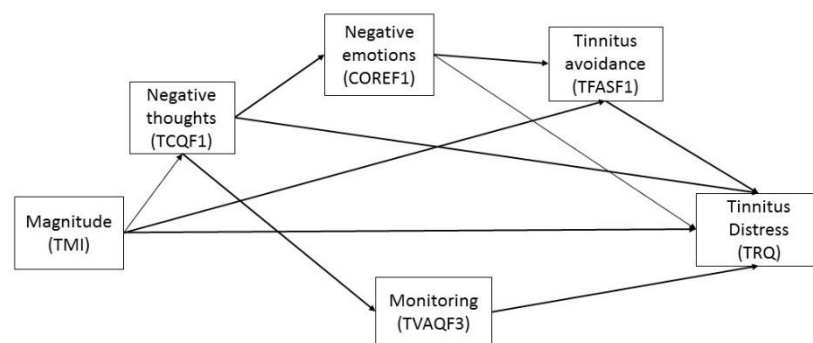 Negative
emotions
(COREF1)
Tinnitus
avoidance
(TFASF1)
Negative
thoughts
(TCQF1)
Magnitude
(TMI)
Tinnitus
Distress
(TRQ)
Monitoring
(TVAQF3)